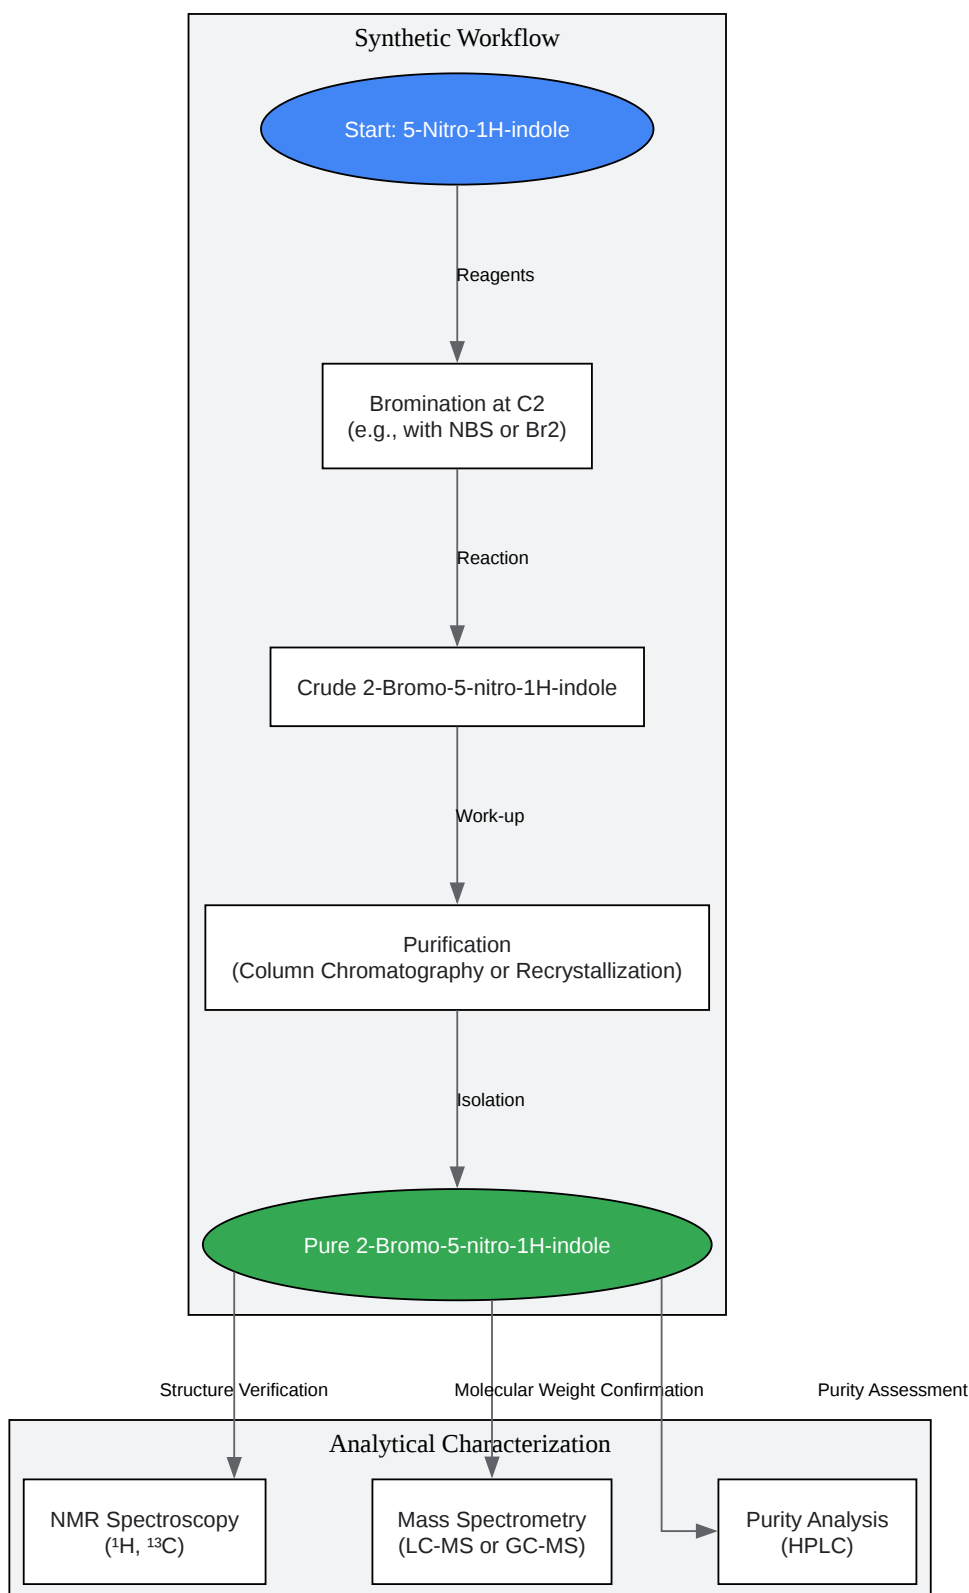 Synthetic Workflow
Start: 5-Nitro-1H-indole
Reagents
Bromination at C2
(e.g., with NBS or Br2)
Reaction
Crude 2-Bromo-5-nitro-1H-indole
Work-up
Purification
(Column Chromatography or Recrystallization)
Isolation
Pure 2-Bromo-5-nitro-1H-indole
Structure Verification
Molecular Weight Confirmation
Purity Assessment
Analytical Characterization
NMR Spectroscopy
(¹H, ¹³C)
Mass Spectrometry
(LC-MS or GC-MS)
Purity Analysis
(HPLC)